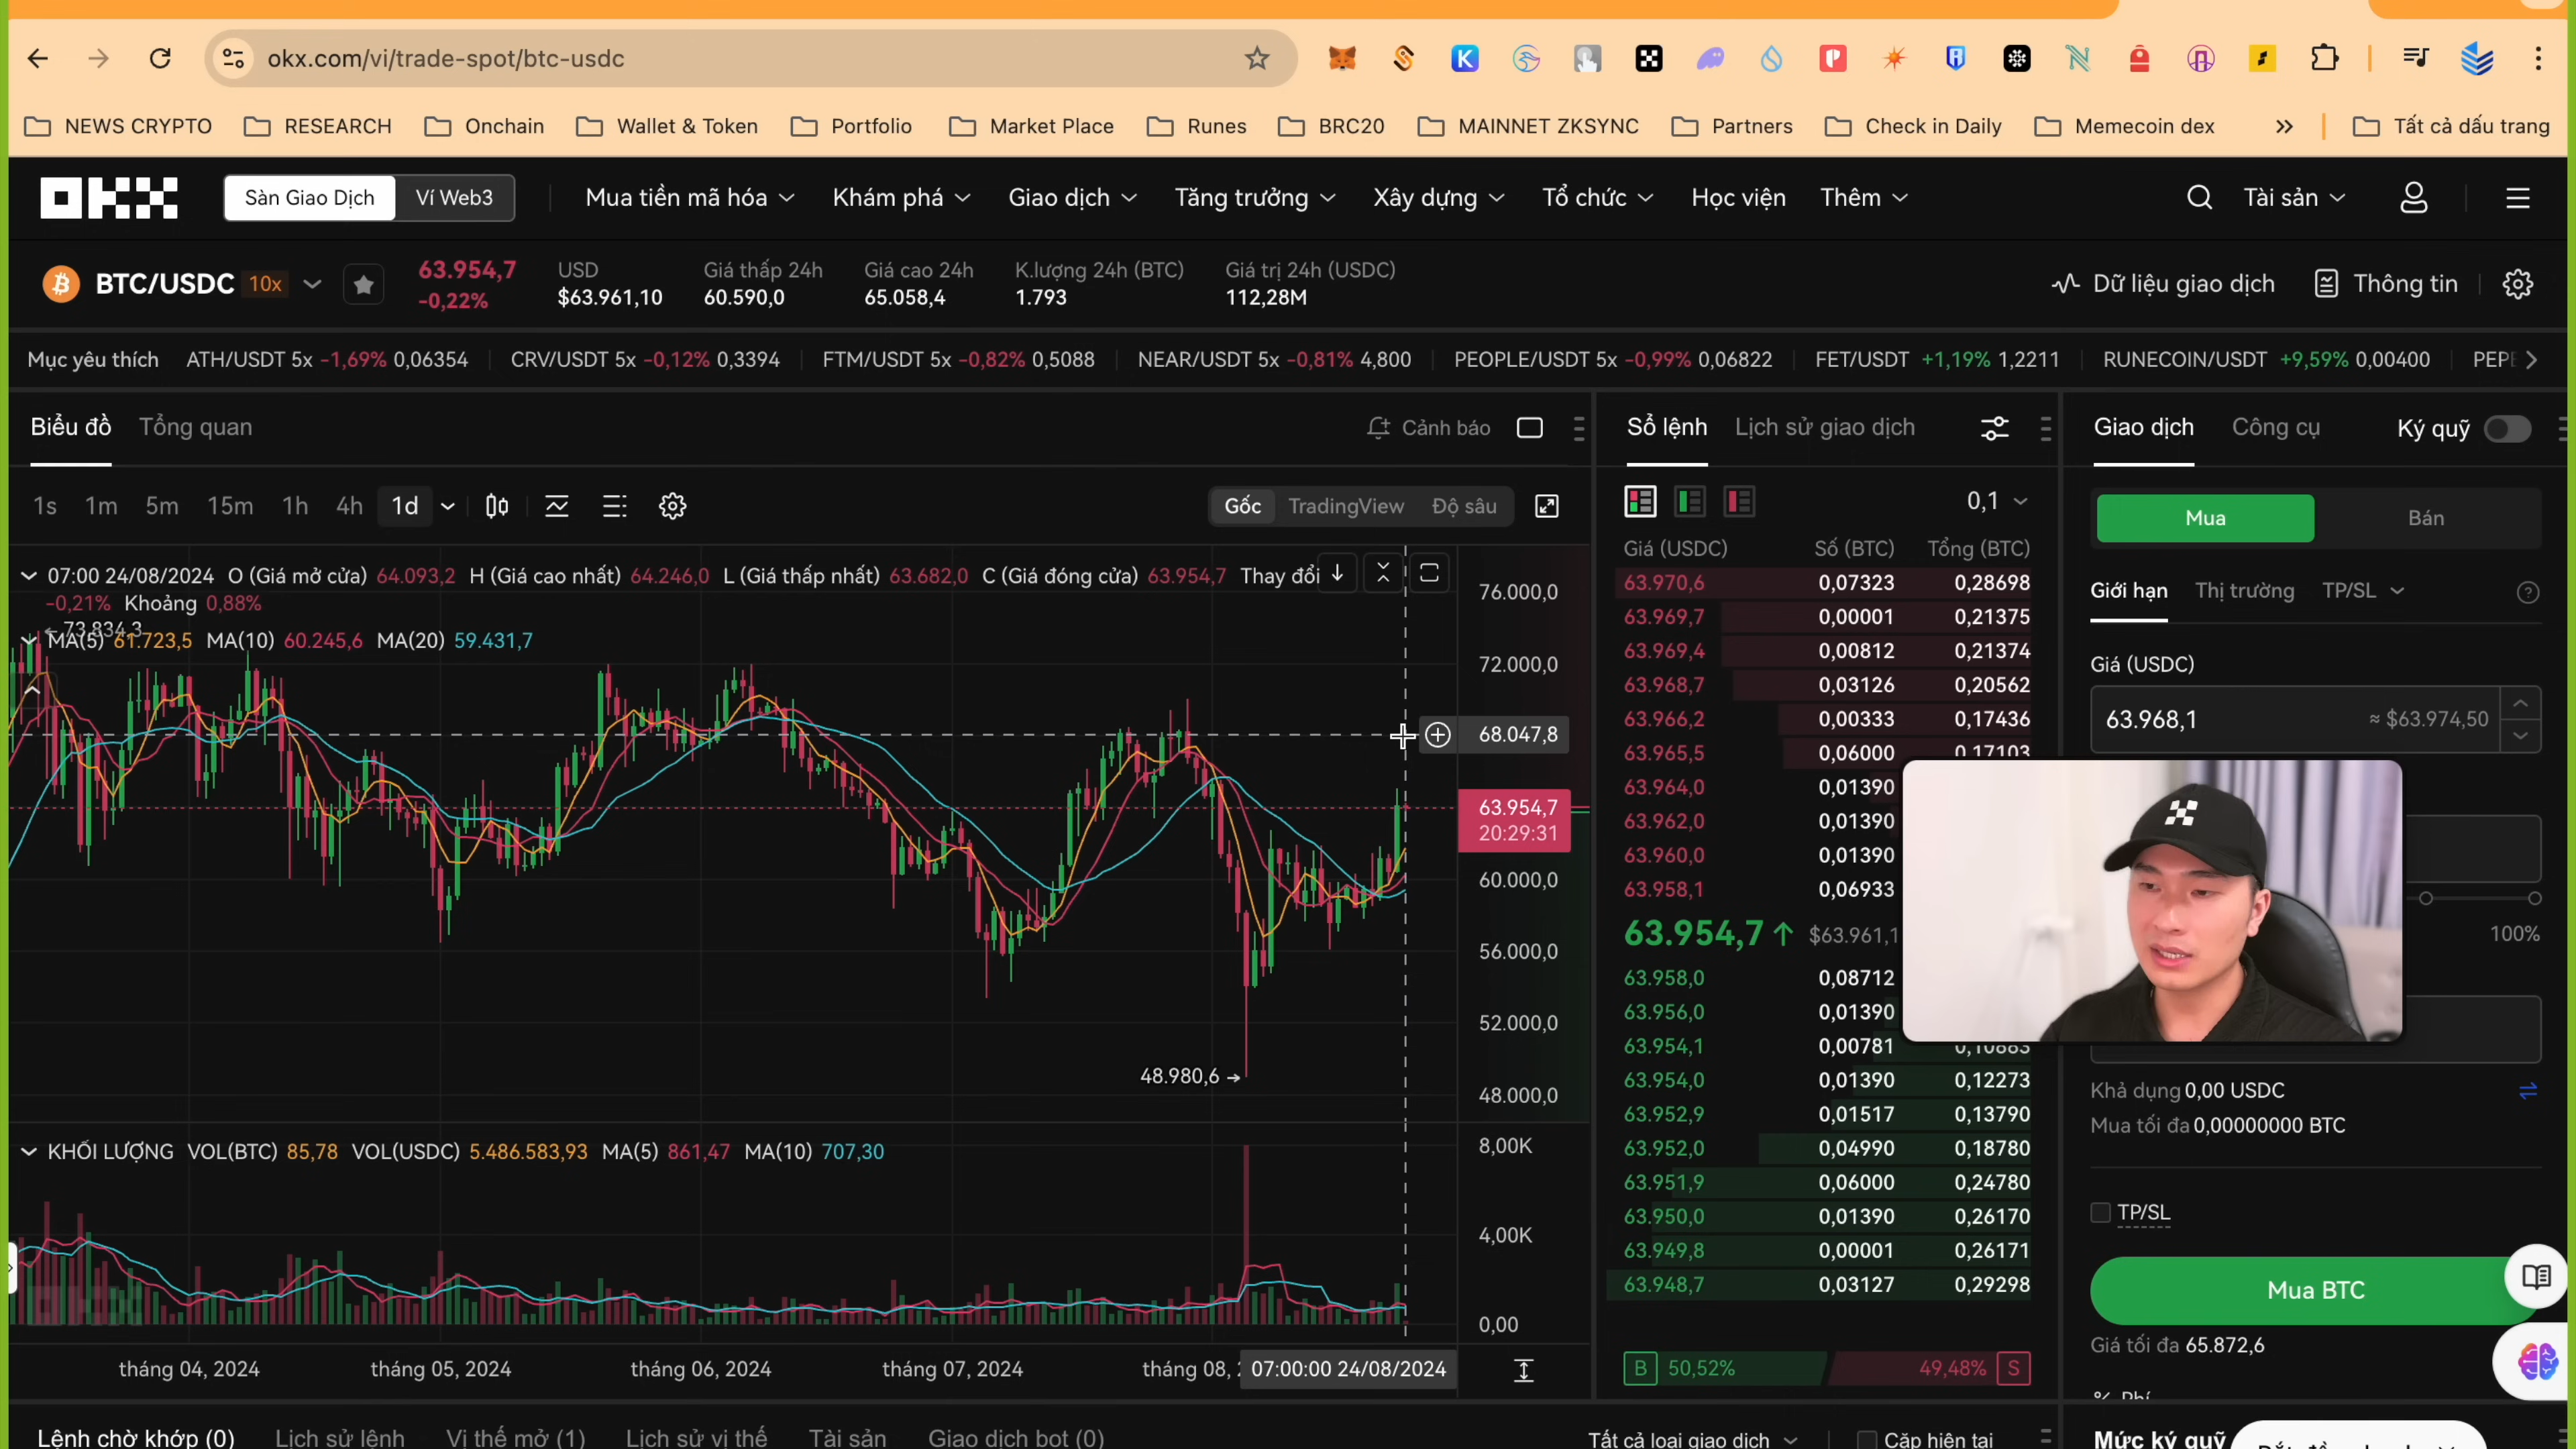 okx.com/vi/trade-spot/btc-usdc
NEWS CRYPTO RESEARCH Onchain Wallet & Token Portfolio Market Place Runes BRC20 MAINNET ZKSYNC Partners Check in Daily Memecoin dex Tất cả dấu trang
OKX Sàn Giao Dịch Ví Web3 Mua tiền mã hóa Khám phá Giao dịch Tăng trưởng Xây dựng Tổ chức Học viện Thêm Tài sản
BTC/USDC 10x 63.954,7 USD Giá thấp 24h Giá cao 24h K.lượng 24h (BTC) Giá trị 24h (USDC) Dữ liệu giao dịch Thông tin
-0,22% $63.961,10 60.590,0 65.058,4 1.793 112,28M
Mục yêu thích ATH/USDT 5x -1,69% 0,06354 CRV/USDT 5x -0,12% 0,3394 FTM/USDT 5x -0,82% 0,5088 NEAR/USDT 5x -0,81% 4,800 PEOPLE/USDT 5x -0,99% 0,06822 FET/USDT +1,19% 1,2211 RUNECOIN/USDT +9,59% 0,00400
Biểu đồ Tổng quan Cảnh báo
1s 1m 5m 15m 1h 4h 1d Gốc TradingView Độ sâu
07:00 24/08/2024 O (Giá mở cửa) 64.093,2 H (Giá cao nhất) 64.246,0 L (Giá thấp nhất) 63.682,0 C (Giá đóng cửa) 63.954,7 Thay đổi
-0,21% Khoảng 0,88%
73.834,3
MA(5) 61.723,5 MA(10) 60.245,6 MA(20) 59.431,7
76.000,0
72.000,0
68.047,8
63.954,7
20:29:31
60.000,0
56.000,0
52.000,0
48.980,6
48.000,0
KHỐI LƯỢNG VOL(BTC) 85,78 VOL(USDC) 5.486.583,93 MA(5) 861,47 MA(10) 707,30
8,00K
4,00K
0,00
tháng 04, 2024 tháng 05, 2024 tháng 06, 2024 tháng 07, 2024 tháng 08, 07:00:00 24/08/2024
Sổ lệnh Lịch sử giao dịch
0,1
Giá (USDC) Số (BTC) Tổng (BTC)
63.970,6 0,07323 0,28698
63.969,7 0,00001 0,21375
63.969,4 0,00812 0,21374
63.968,7 0,03126 0,20562
63.966,2 0,00333 0,17436
63.965,5 0,06000 0,17103
63.964,0 0,01390
63.962,0 0,01390
63.960,0 0,01390
63.958,1 0,06933
63.954,7 $63.961,1
63.958,0 0,08712
63.956,0 0,01390
63.954,1 0,00781 0,10883
63.954,0 0,01390 0,12273
63.952,9 0,01517 0,13790
63.952,0 0,04990 0,18780
63.951,9 0,06000 0,24780
63.950,0 0,01390 0,26170
63.949,8 0,00001 0,26171
63.948,7 0,03127 0,29298
B 50,52% 49,48% S
Giao dịch Công cụ Ký quỹ
Mua Bán
Giới hạn Thị trường TP/SL
Giá (USDC)
63.968,1 ≈ $63.974,50
100%
Khả dụng 0,00 USDC
Mua tối đa 0,00000000 BTC
TP/SL
Mua BTC
Giá tối đa 65.872,6
% Phí
Lệnh chờ khớp (0) Lịch sử lệnh Vị thế mở (1) Lịch sử vị thế Tài sản Giao dịch bot (0) Tất cả loại giao dịch Cặp hiện tại Mức ký quỹ